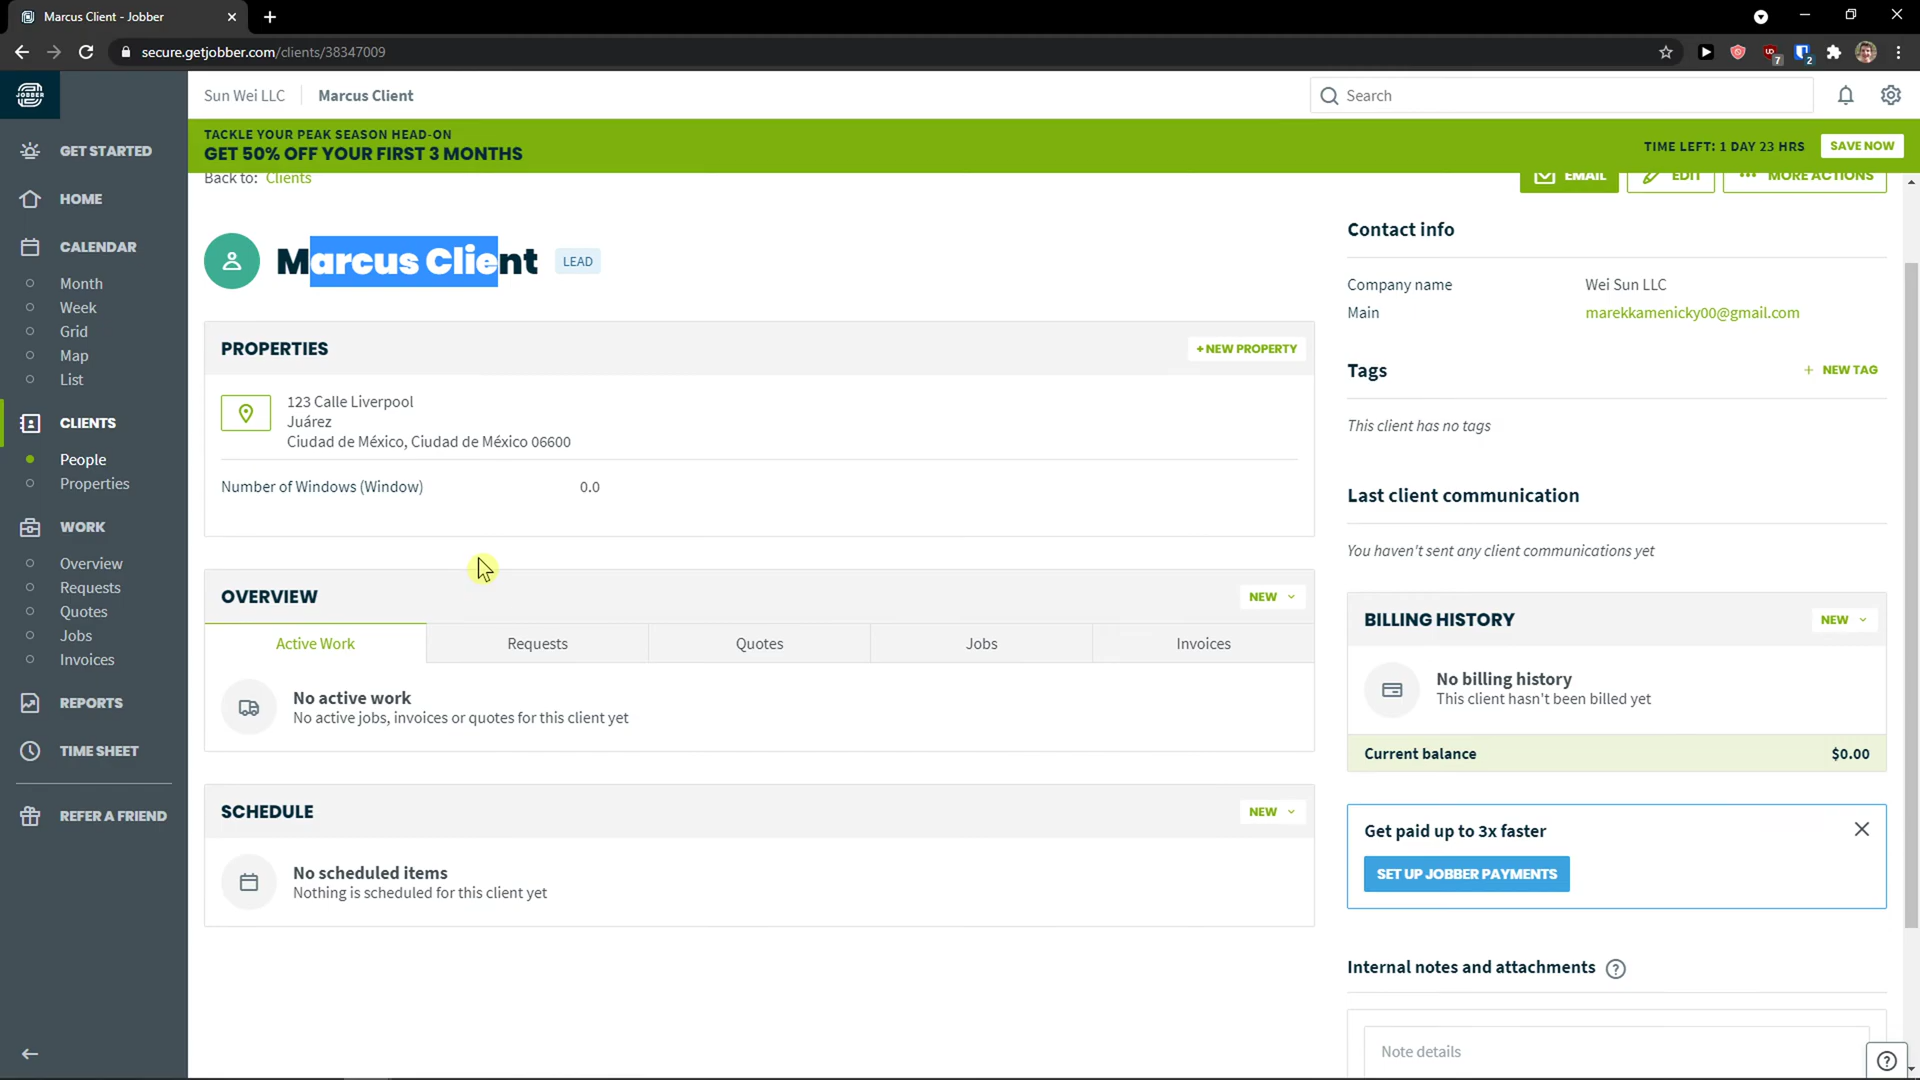 Marcus Client - Jobber
secure.getjobber.com/clients/38347009
UD
7
2
JOBBER
Sun Wei LLC
Marcus Client
Search
TACKLE YOUR PEAK SEASON HEAD-ON
GET 50% OFF YOUR FIRST 3 MONTHS
TIME LEFT: 1 DAY 23 HRS
SAVE NOW
GET STARTED
HOME
CALENDAR
Month
Week
Grid
Map
List
CLIENTS
People
Properties
WORK
Overview
Requests
Quotes
Jobs
Invoices
REPORTS
TIME SHEET
REFER A FRIEND
Back to: Clients
EMAIL
EDIT
MORE ACTIONS
Marcus Client
LEAD
PROPERTIES
+ NEW PROPERTY
123 Calle Liverpool
Juárez
Ciudad de México, Ciudad de México 06600
Number of Windows (Window) 0.0
OVERVIEW
NEW
Active Work
Requests
Quotes
Jobs
Invoices
No active work
No active jobs, invoices or quotes for this client yet
SCHEDULE
NEW
No scheduled items
Nothing is scheduled for this client yet
Contact info
Company name Wei Sun LLC
Main marekkamenicky00@gmail.com
Tags
+ NEW TAG
This client has no tags
Last client communication
You haven't sent any client communications yet
BILLING HISTORY
NEW
No billing history
This client hasn't been billed yet
Current balance $0.00
Get paid up to 3x faster
SET UP JOBBER PAYMENTS
Internal notes and attachments ?
Note details
?